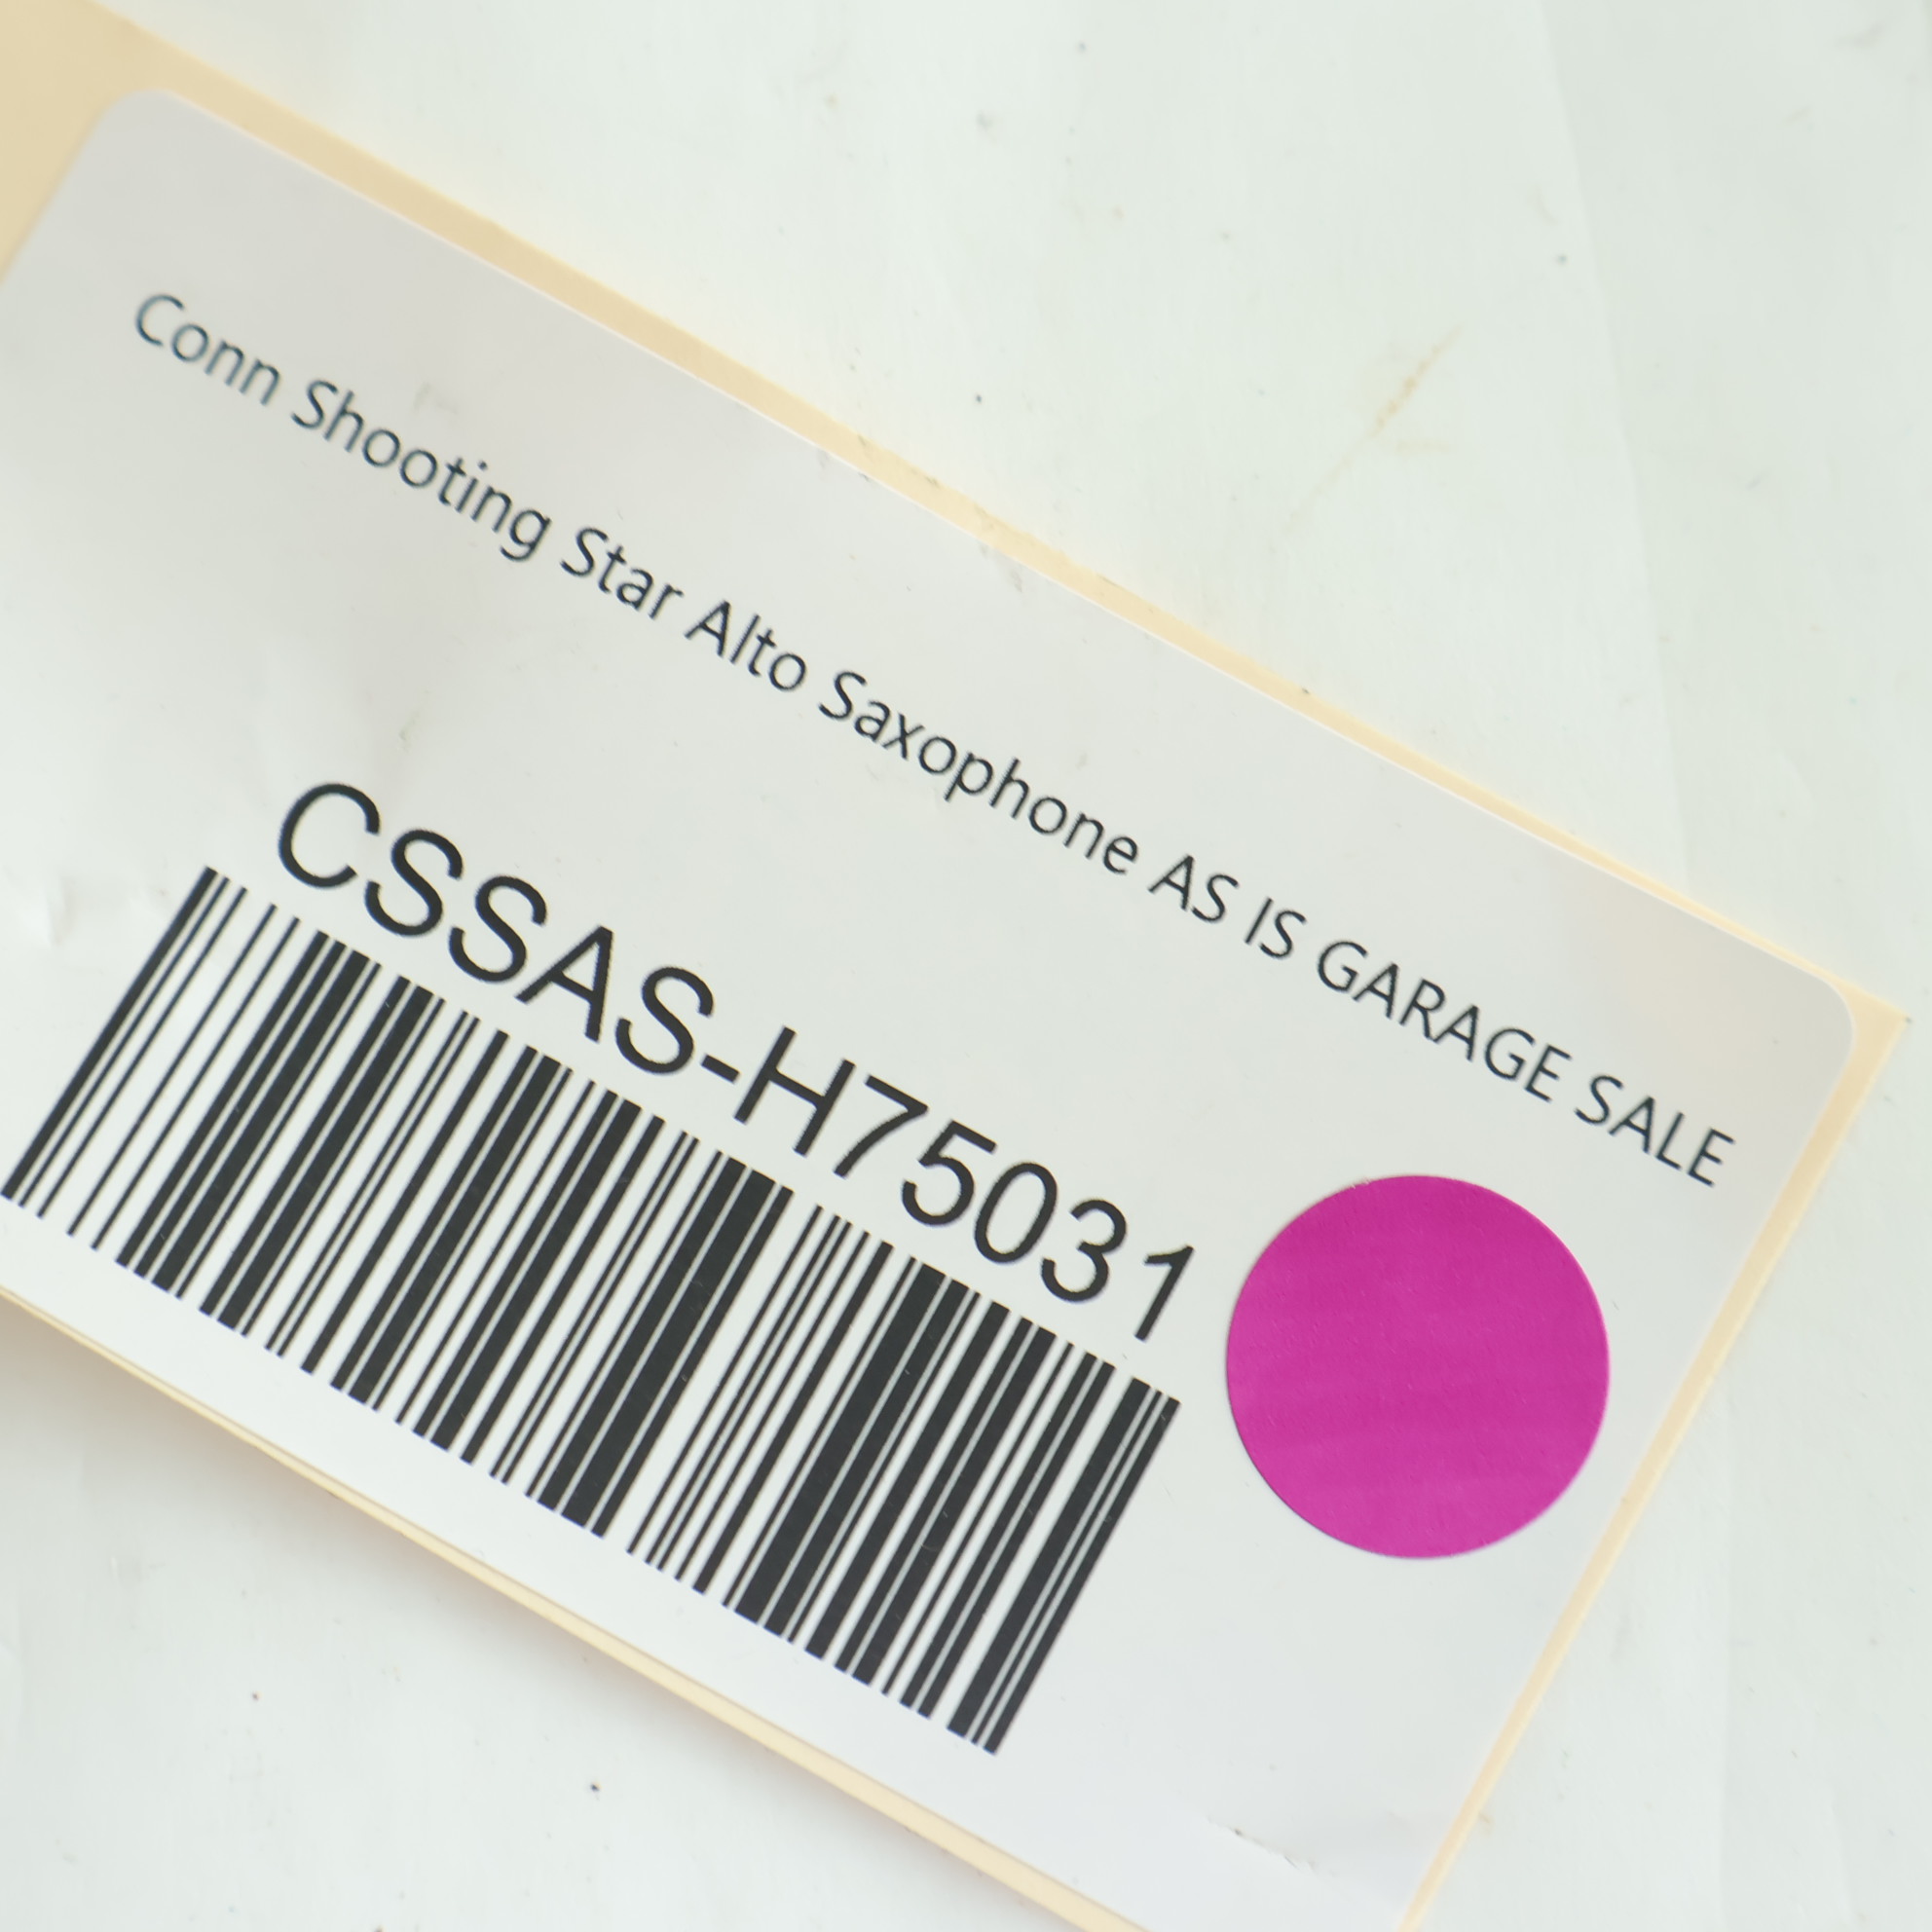 Conn Shooting Star Alto Saxophone AS IS GARAGE SALE
CSSAS-H75031